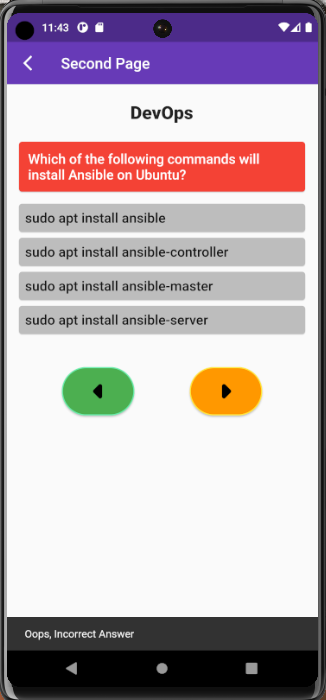 11:43
Second Page
DevOps
Which of the following commands will
install Ansible on Ubuntu?
sudo apt install ansible
sudo apt install ansible-controller
sudo apt install ansible-master
sudo apt install ansible-server
Oops, Incorrect Answer